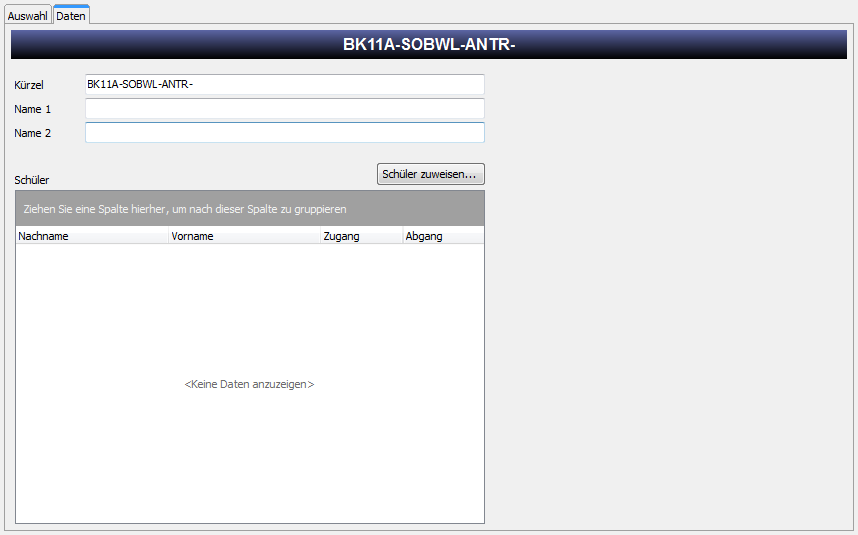 Auswahl Daten
BK11A-SOBWL-ANTR-
Kürzel BK11A-SOBWL-ANTR-
Name 1
Name 2
Schüler Schüler zuweisen...
Ziehen Sie eine Spalte hierher, um nach dieser Spalte zu gruppieren
Nachname Vorname Zugang Abgang
<Keine Daten anzuzeigen>